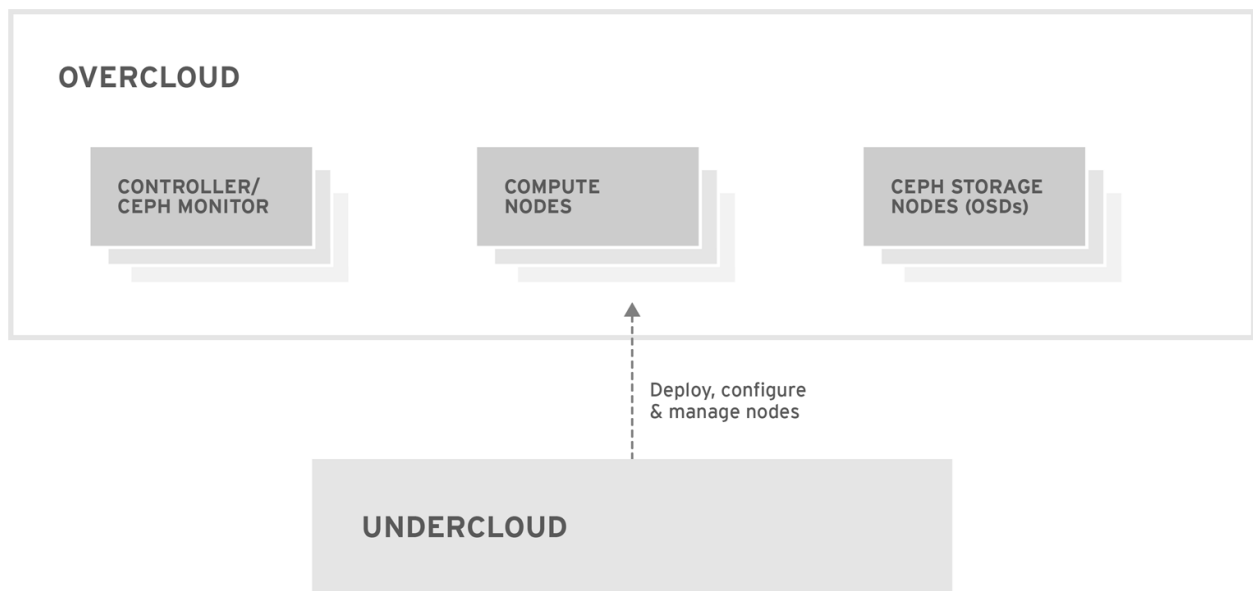 OVERCLOUD
CONTROLLER/
CEPH MONITOR
COMPUTE
NODES
CEPH STORAGE
NODES (OSDs)
Deploy, configure
& manage nodes
UNDERCLOUD